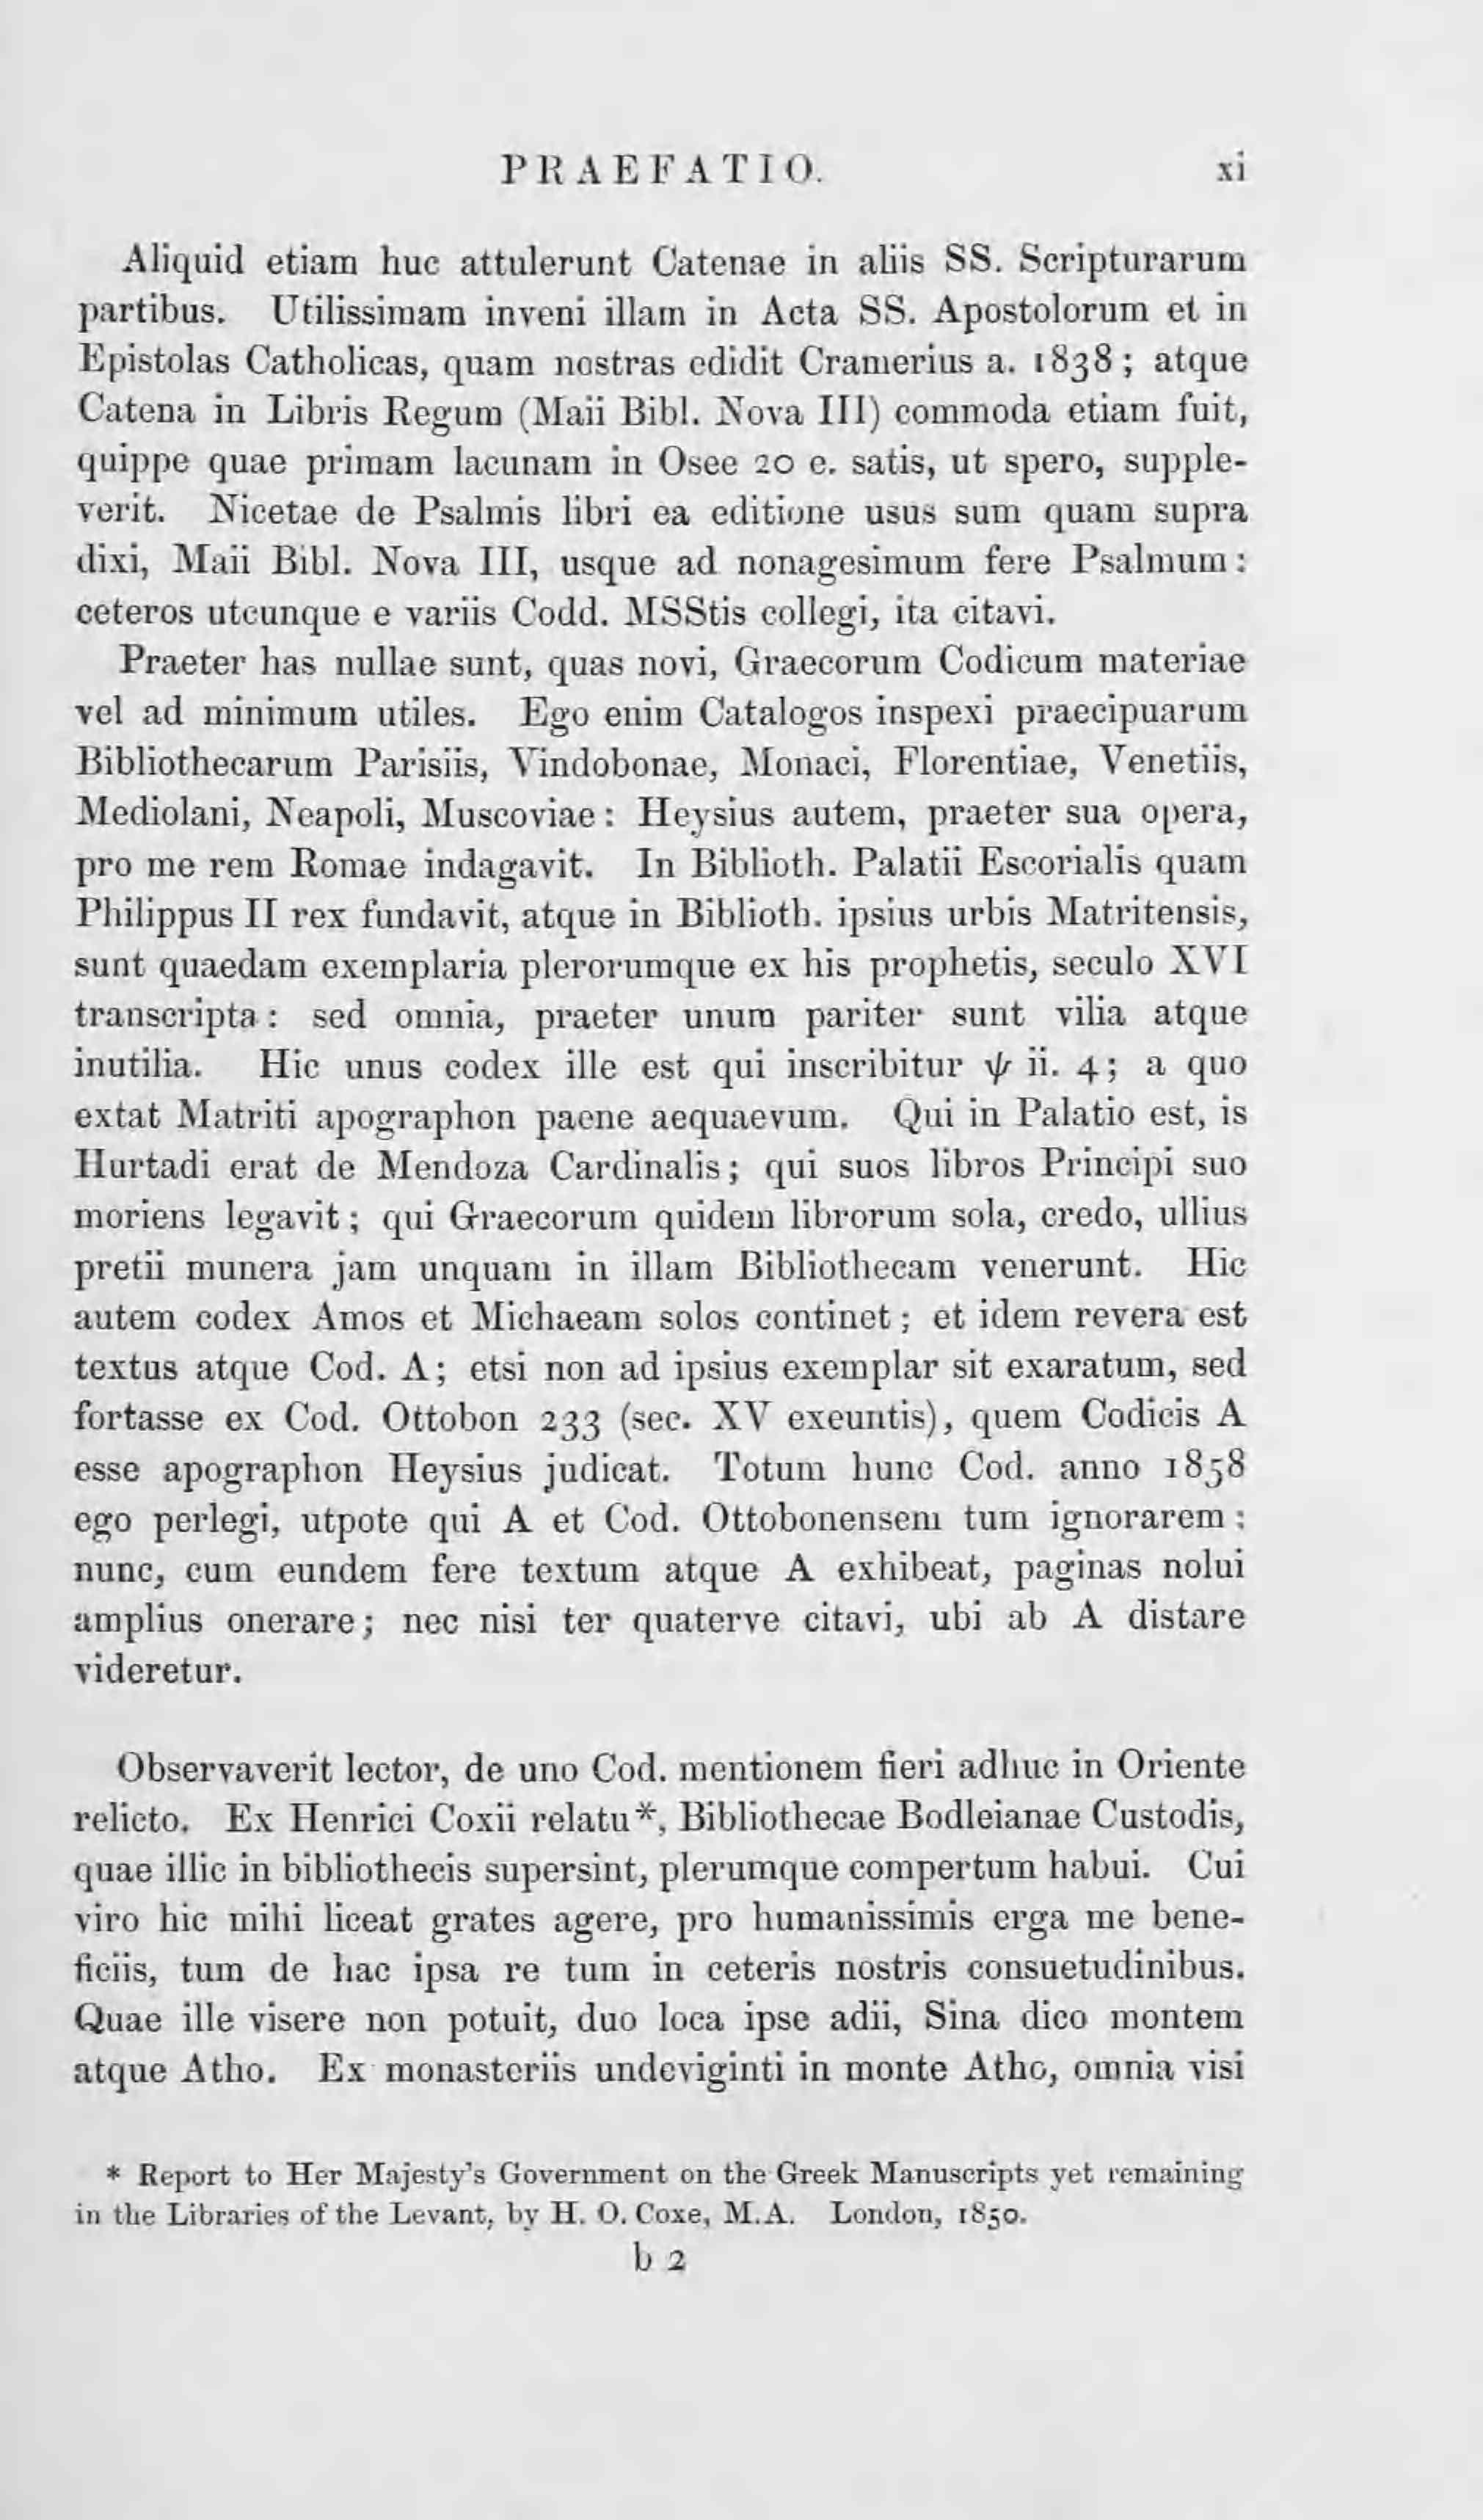 PRAEFATIO. xi
Aliquid etiam huc attulerunt Catenae in aliis SS. Scripturarum
partibus. Utilissimam inveni illam in Acta SS. Apostolorum et in
Epistolas Catholicas, quam nostras edidit Cramerius a. 1838; atque
Catena in Libris Regum (Maii Bibl. Nova III) commoda etiam fuit,
quippe quae primam lacunam in Osee 20 e. satis, ut spero, supple-
verit. Nicetae de Psalmis libri ea editione usus sum quam supra
dixi, Maii Bibl. Nova III, usque ad nonagesimum fere Psalmum:
ceteros utcunque e variis Codd. MSStis collegi, ita citavi.
Praeter has nullae sunt, quas novi, Graecorum Codicum materiae
vel ad minimum utiles. Ego enim Catalogos inspexi praecipuarum
Bibliothecarum Parisiis, Vindobonae, Monaci, Florentiae, Venetiis,
Mediolani, Neapoli, Muscoviae: Heysius autem, praeter sua opera,
pro me rem Romae indagavit. In Biblioth. Palatii Escorialis quam
Philippus II rex fundavit, atque in Biblioth. ipsius urbis Matritensis,
sunt quaedam exemplaria plerorumque ex his prophetis, seculo XVI
transcripta: sed omnia, praeter unum pariter sunt vilia atque
inutilia. Hic unus codex ille est qui inscribitur ψ ii. 4; a quo
extat Matriti apographon paene aequaevum. Qui in Palatio est, is
Hurtadi erat de Mendoza Cardinalis; qui suos libros Principi suo
moriens legavit; qui Graecorum quidem librorum sola, credo, ullius
pretii munera jam unquam in illam Bibliothecam venerunt. Hic
autem codex Amos et Michaeam solos continet; et idem revera est
textus atque Cod. A; etsi non ad ipsius exemplar sit exaratum, sed
fortasse ex Cod. Ottobon 233 (sec. XV exeuntis), quem Codicis A
esse apographon Heysius judicat. Totum hunc Cod. anno 1858
ego perlegi, utpote qui A et Cod. Ottobonensem tum ignorarem:
nunc, cum eundem fere textum atque A exhibeat, paginas nolui
amplius onerare; nec nisi ter quaterve citavi, ubi ab A distare
videretur.
Observaverit lector, de uno Cod. mentionem fieri adhuc in Oriente
relicto. Ex Henrici Coxii relatu*, Bibliothecae Bodleianae Custodis,
quae illic in bibliothecis supersint, plerumque compertum habui. Cui
viro hic mihi liceat grates agere, pro humanissimis erga me bene-
ficiis, tum de hac ipsa re tum in ceteris nostris consuetudinibus.
Quae ille visere non potuit, duo loca ipse adii, Sina dico montem
atque Atho. Ex monasteriis undeviginti in monte Atho, omnia visi
* Report to Her Majesty's Government on the Greek Manuscripts yet remaining
in the Libraries of the Levant, by H. O. Coxe, M.A. London, 1850.
b 2